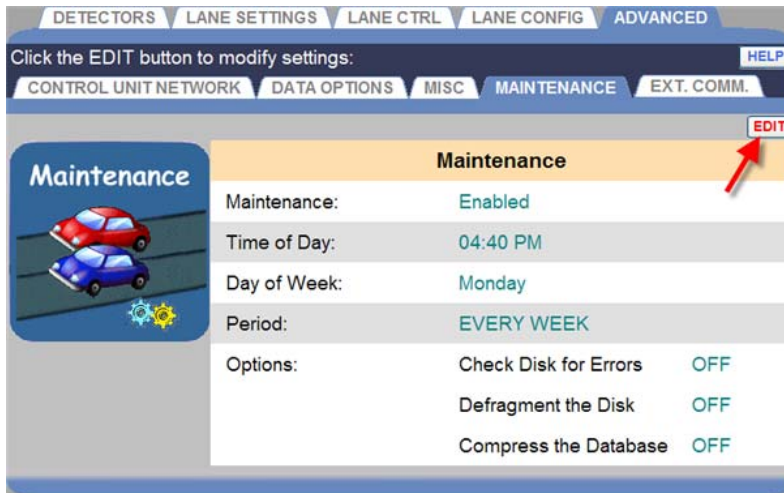 DETECTORS LANE SETTINGS LANE CTRL LANE CONFIG ADVANCED
Click the EDIT button to modify settings: HELP
CONTROL UNIT NETWORK DATA OPTIONS MISC MAINTENANCE EXT. COMM.
EDIT
Maintenance
Maintenance
Maintenance: Enabled
Time of Day: 04:40 PM
Day of Week: Monday
Period: EVERY WEEK
Options: Check Disk for Errors OFF
Defragment the Disk OFF
Compress the Database OFF